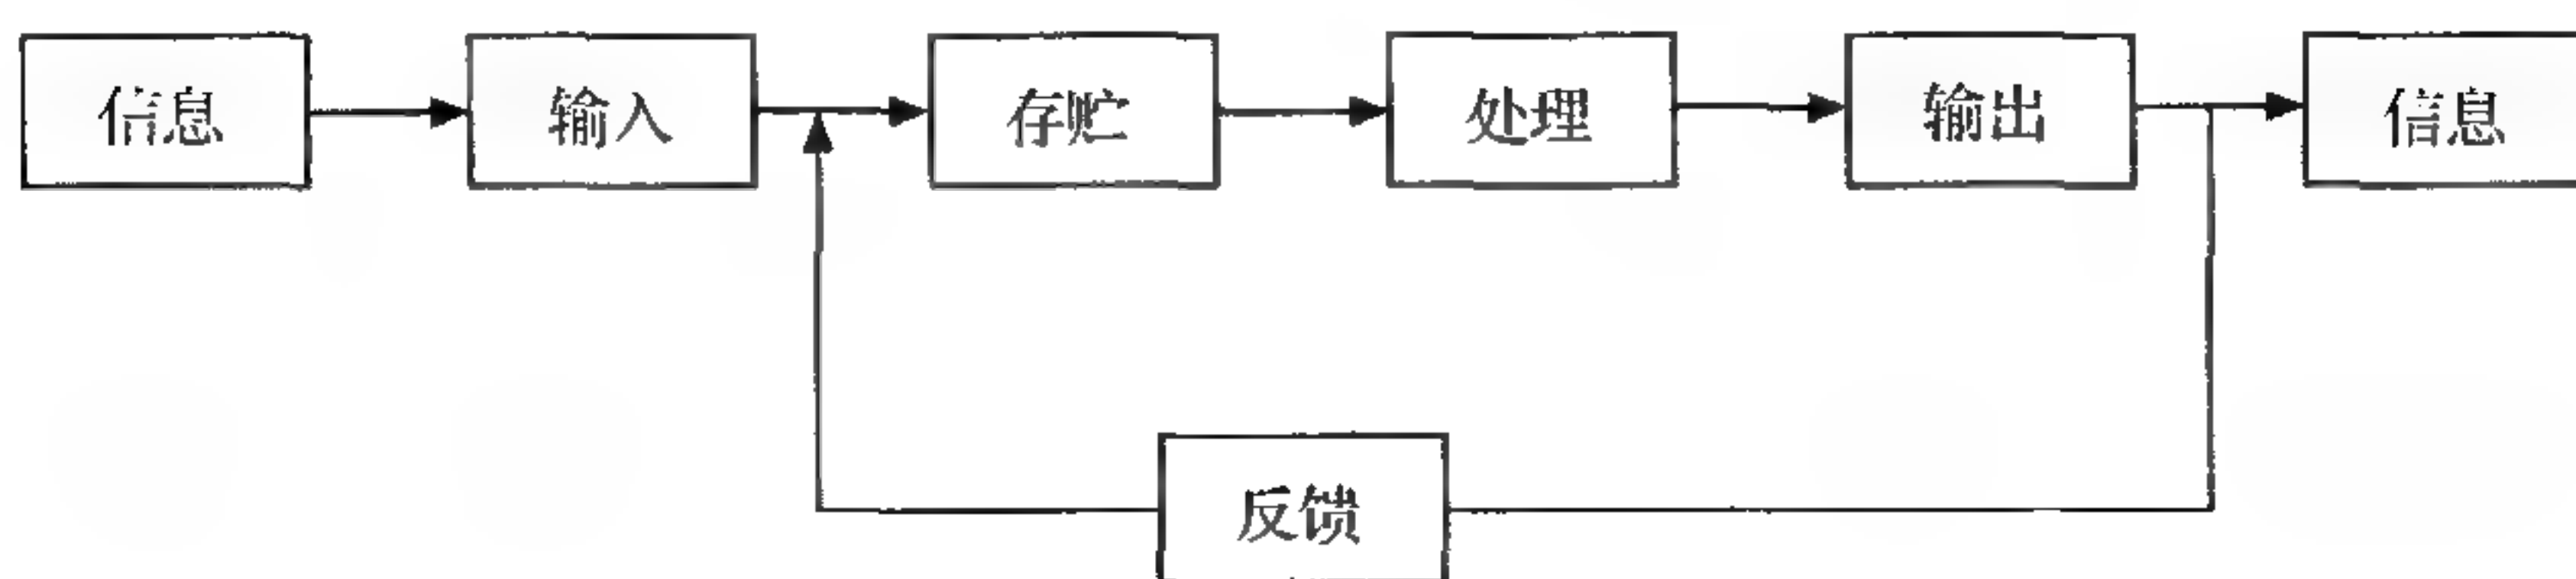 信息 输入 存贮 处理 输出 信息
反馈